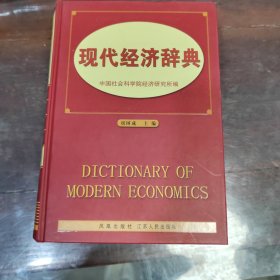 现代经济辞典
中国社会科学院经济研究所编
刘树成 主编
DICTIONARY OF
MODERN ECONOMICS
凤凰出版社 江苏人民出版社